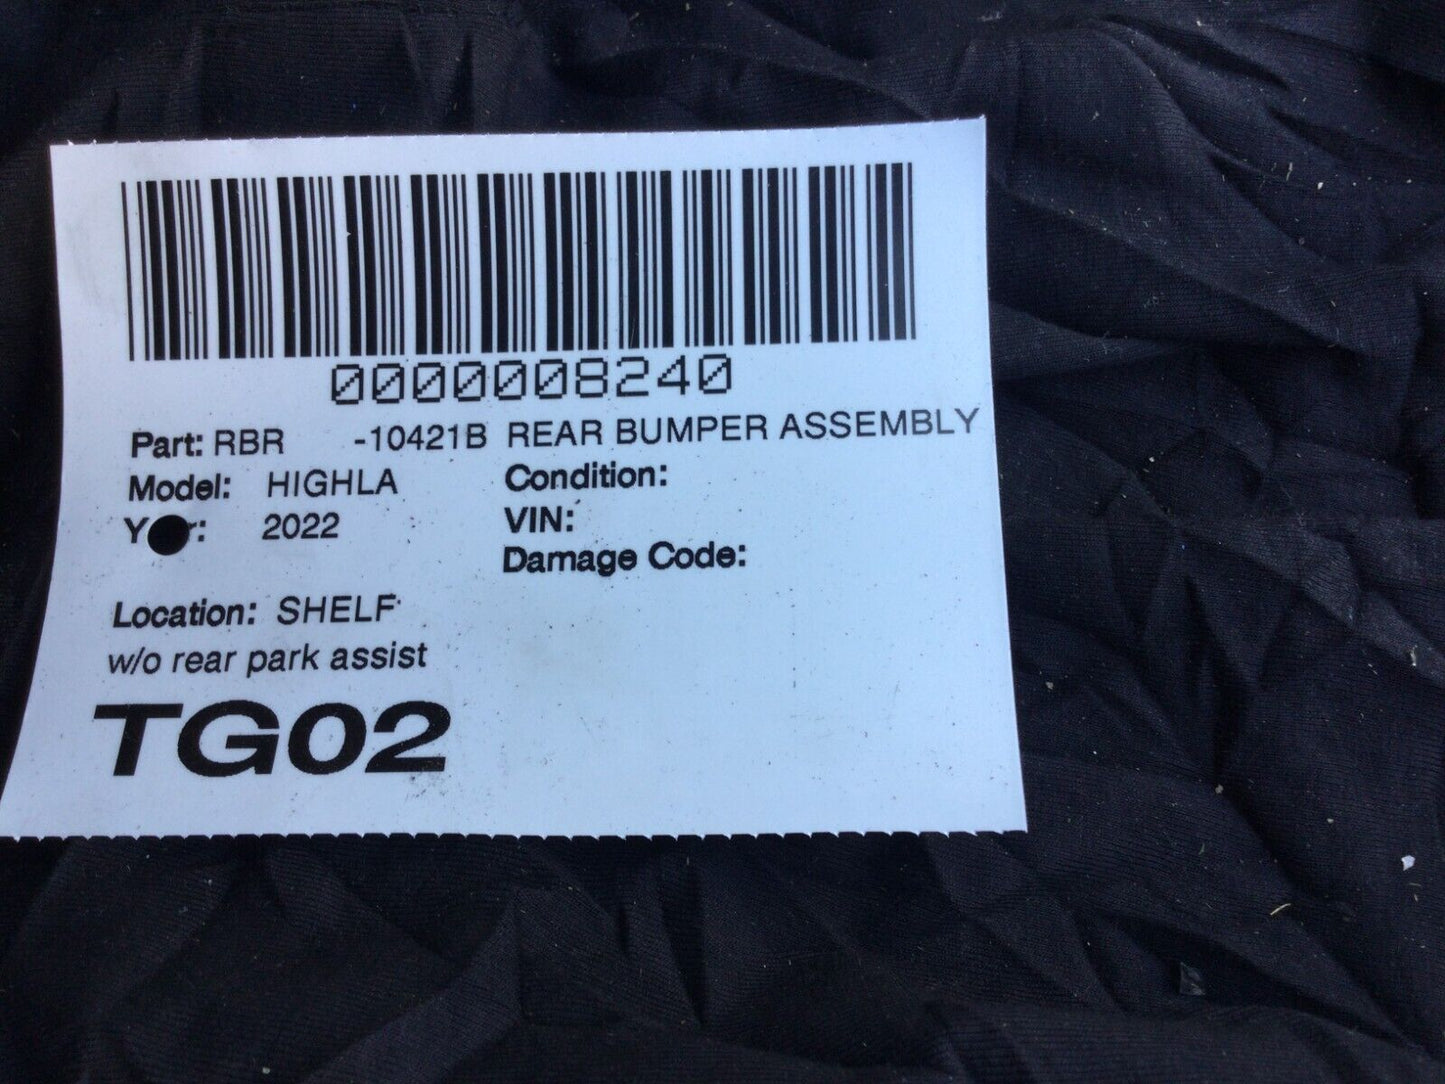 0000008240
Part: RBR -10421B REAR BUMPER ASSEMBLY
Model: HIGHLA Condition:
2022 VIN:
Damage Code:
Location: SHELF
w/o rear park assist
TG02